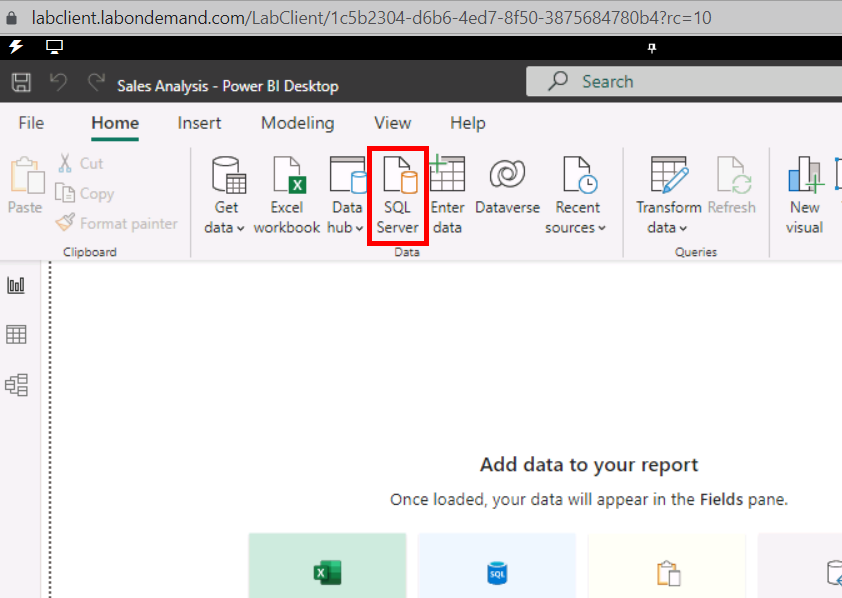 labclient.labondemand.com/LabClient/1c5b2304-d6b6-4ed7-8f50-3875684780b4?rc=10
Sales Analysis - Power BI Desktop
Search
File Home Insert Modeling View Help
Paste
Cut
Copy
Format painter
Clipboard
Get data
Excel workbook
Data hub
SQL Server
Enter data
Dataverse
Recent sources
Data
Transform data
Refresh
Queries
New visual
Add data to your report
Once loaded, your data will appear in the Fields pane.
SQL